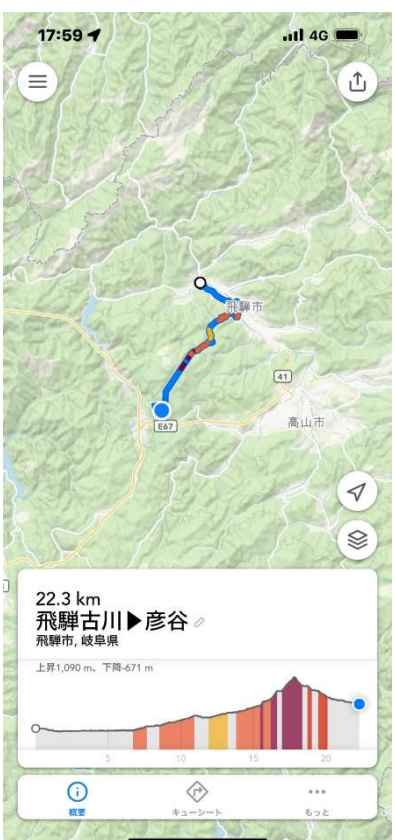 17:59
4G
飛騨市
41
高山市
E67
22.3 km
飛騨古川▶彦谷
飛騨市, 岐阜県
上昇1,090 m、下降-671 m
5 10 15 20
概要 キューシート もっと